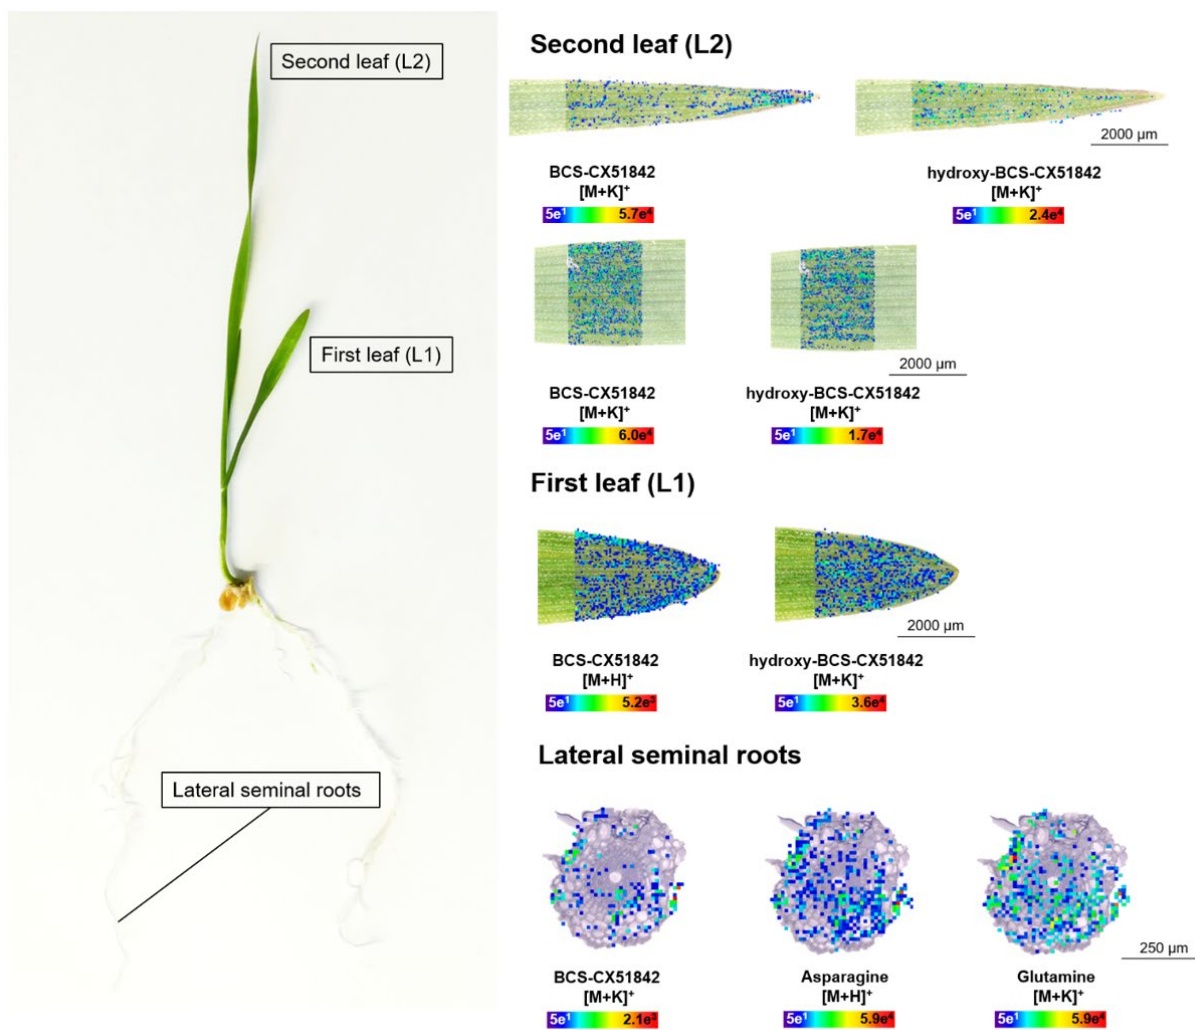 Second leaf (L2)
First leaf (L1)
Lateral seminal roots
Second leaf (L2)
2000 µm
BCS-CX51842
[M+K]⁺
5e¹ 5.7e⁴
hydroxy-BCS-CX51842
[M+K]⁺
5e¹ 2.4e⁴
2000 µm
BCS-CX51842
[M+K]⁺
5e¹ 6.0e⁴
hydroxy-BCS-CX51842
[M+K]⁺
5e¹ 1.7e⁴
First leaf (L1)
2000 µm
BCS-CX51842
[M+H]⁺
5e¹ 5.2e³
hydroxy-BCS-CX51842
[M+K]⁺
5e¹ 3.6e⁴
Lateral seminal roots
250 µm
BCS-CX51842
[M+K]⁺
5e¹ 2.1e³
Asparagine
[M+H]⁺
5e¹ 5.9e⁴
Glutamine
[M+K]⁺
5e¹ 5.9e⁴